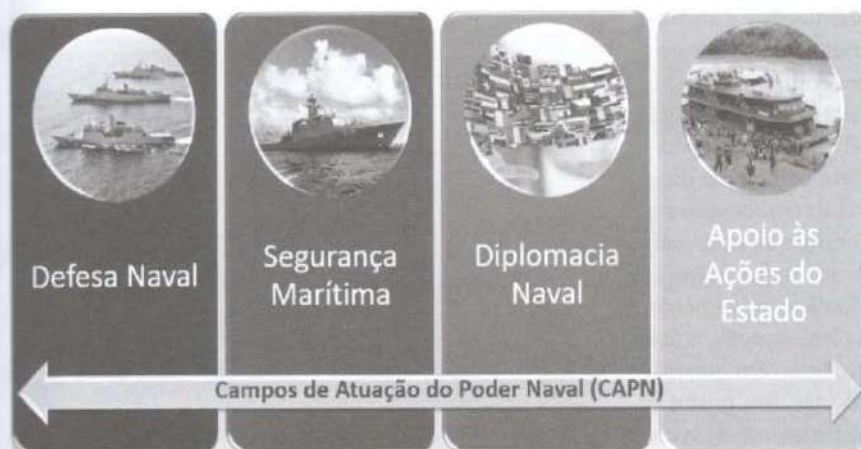 Defesa Naval
Segurança
Marítima
Diplomacia
Naval
Apoio às
Ações do
Estado
Campos de Atuação do Poder Naval (CAPN)